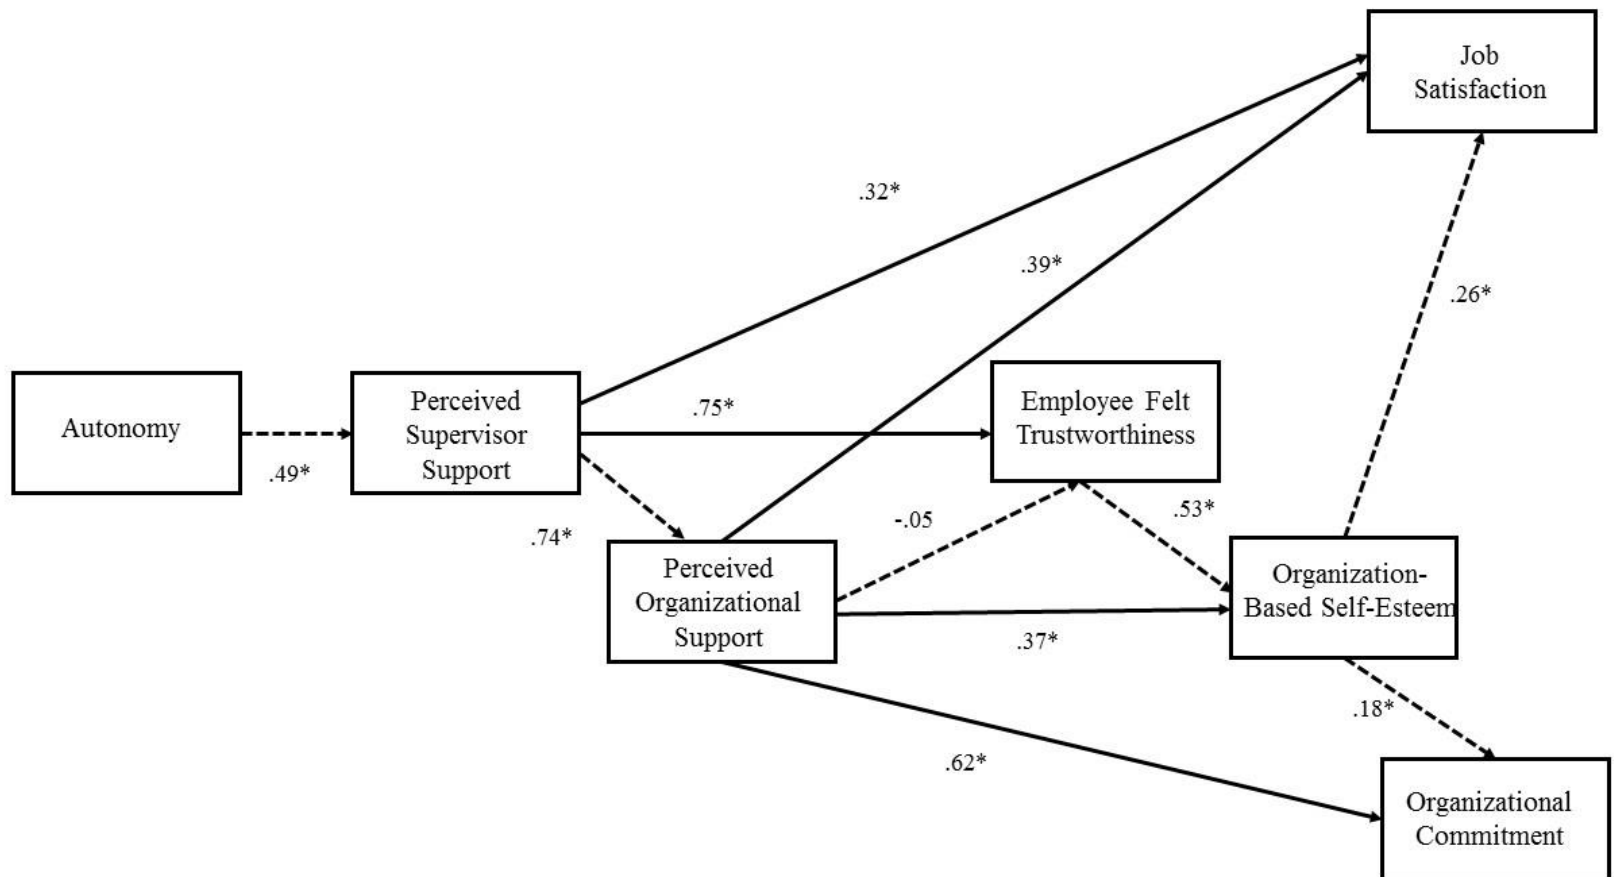 Job
Satisfaction
.32*
.39*
.26*
Autonomy
.49*
Perceived
Supervisor
Support
.75*
Employee Felt
Trustworthiness
.74*
-.05
.53*
Perceived
Organizational
Support
.37*
Organization-
Based Self-Esteem
.18*
.62*
Organizational
Commitment